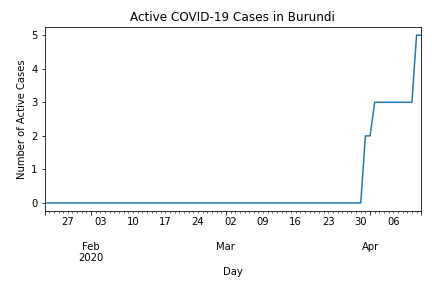 Active COVID-19 Cases in Burundi
Number of Active Cases
5
4
3
2
1
0
27 03 10 17 24 02 09 16 23 30 06
Feb Mar Apr
2020
Day